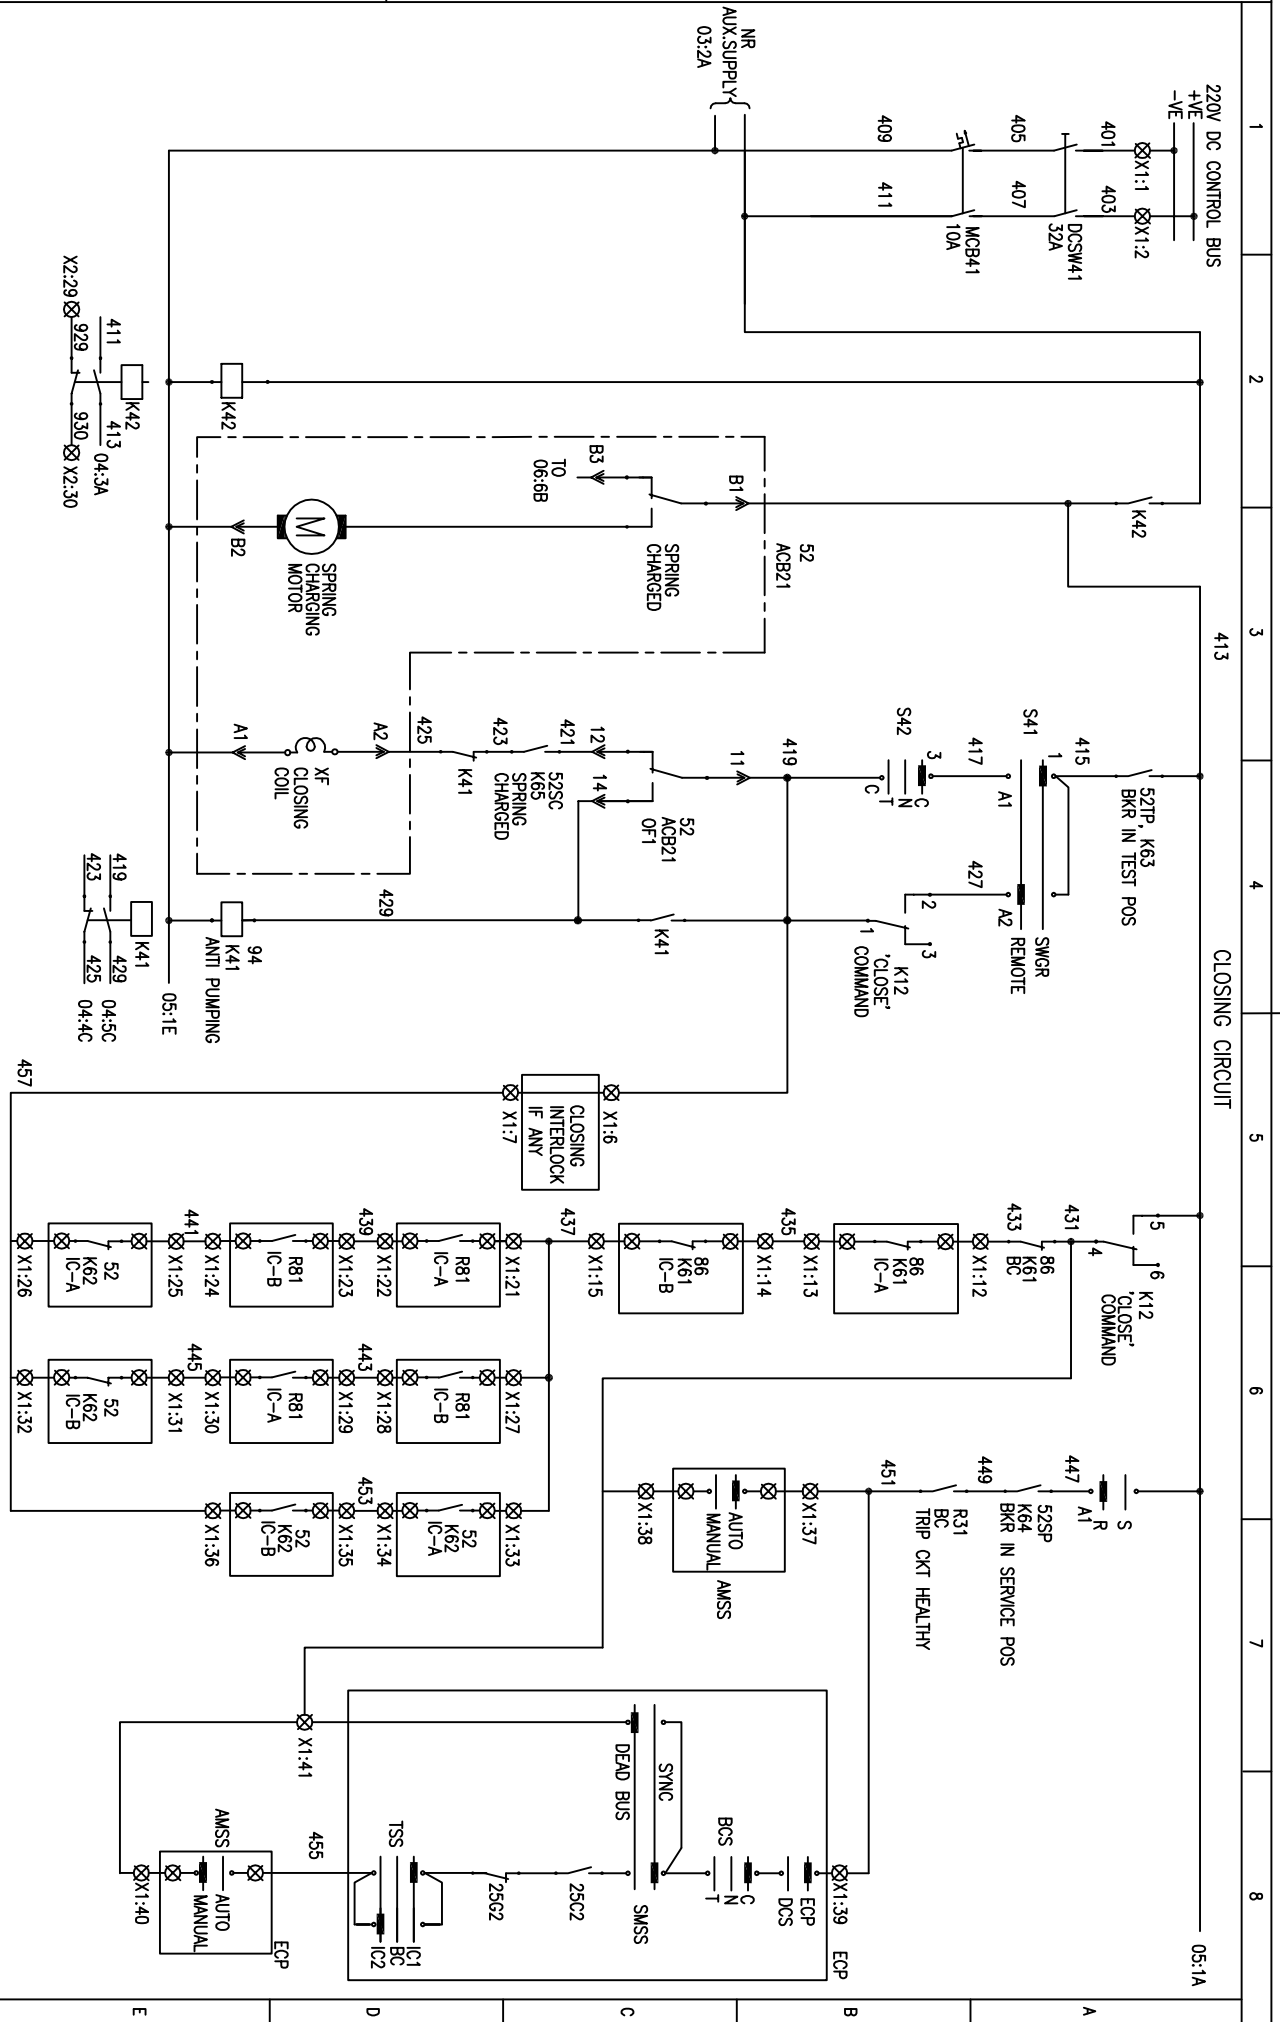 1
2
3
4
5
6
7
8
A
B
C
D
E
CLOSING CIRCUIT
220V DC CONTROL BUS
+VE
-VE
X1:1
X1:2
401
403
DCSW41
32A
405
407
MCB41
10A
409
411
NR
AUX.SUPPLY
03:2A
K42
K42
K42
411
413
04:3A
X2:29
929
930
X2:30
413
52
ACB21
B1
SPRING
CHARGED
B3
TO
06:6B
M
SPRING
CHARGING
MOTOR
B2
415
52TP, K63
BKR IN TEST POS
S41
1
SWGR
REMOTE
A1
A2
417
427
S42
3
C
N
T
C
2
3
1
K12
'CLOSE'
COMMAND
419
11
12
14
52
ACB21
OF1
421
52SC
K65
SPRING
CHARGED
423
K41
425
A2
XF
CLOSING
COIL
A1
K41
429
94
K41
ANTI PUMPING
05:1E
K41
419
429
04:5C
423
425
04:4C
X1:6
CLOSING
INTERLOCK
IF ANY
X1:7
457
5
6
4
K12
'CLOSE'
COMMAND
431
86
K61
BC
433
X1:12
86
K61
IC-A
X1:13
435
X1:14
86
K61
IC-B
X1:15
437
X1:21
R81
IC-A
X1:22
439
X1:23
R81
IC-B
X1:24
441
X1:25
52
K62
IC-A
X1:26
X1:27
R81
IC-B
X1:28
443
X1:29
R81
IC-A
X1:30
445
X1:31
52
K62
IC-B
X1:32
X1:33
52
K62
IC-A
X1:34
453
X1:35
52
K62
IC-B
X1:36
S
R
A1
447
52SP
K64
BKR IN SERVICE POS
449
R31
BC
TRIP CKT HEALTHY
451
X1:37
AUTO
MANUAL
AMSS
X1:38
X1:39
ECP
ECP
DCS
BCS
C
N
T
SMSS
SYNC
DEAD BUS
25C2
25G2
TSS
IC1
BC
IC2
X1:41
455
ECP
AMSS
AUTO
MANUAL
X1:40
05:1A